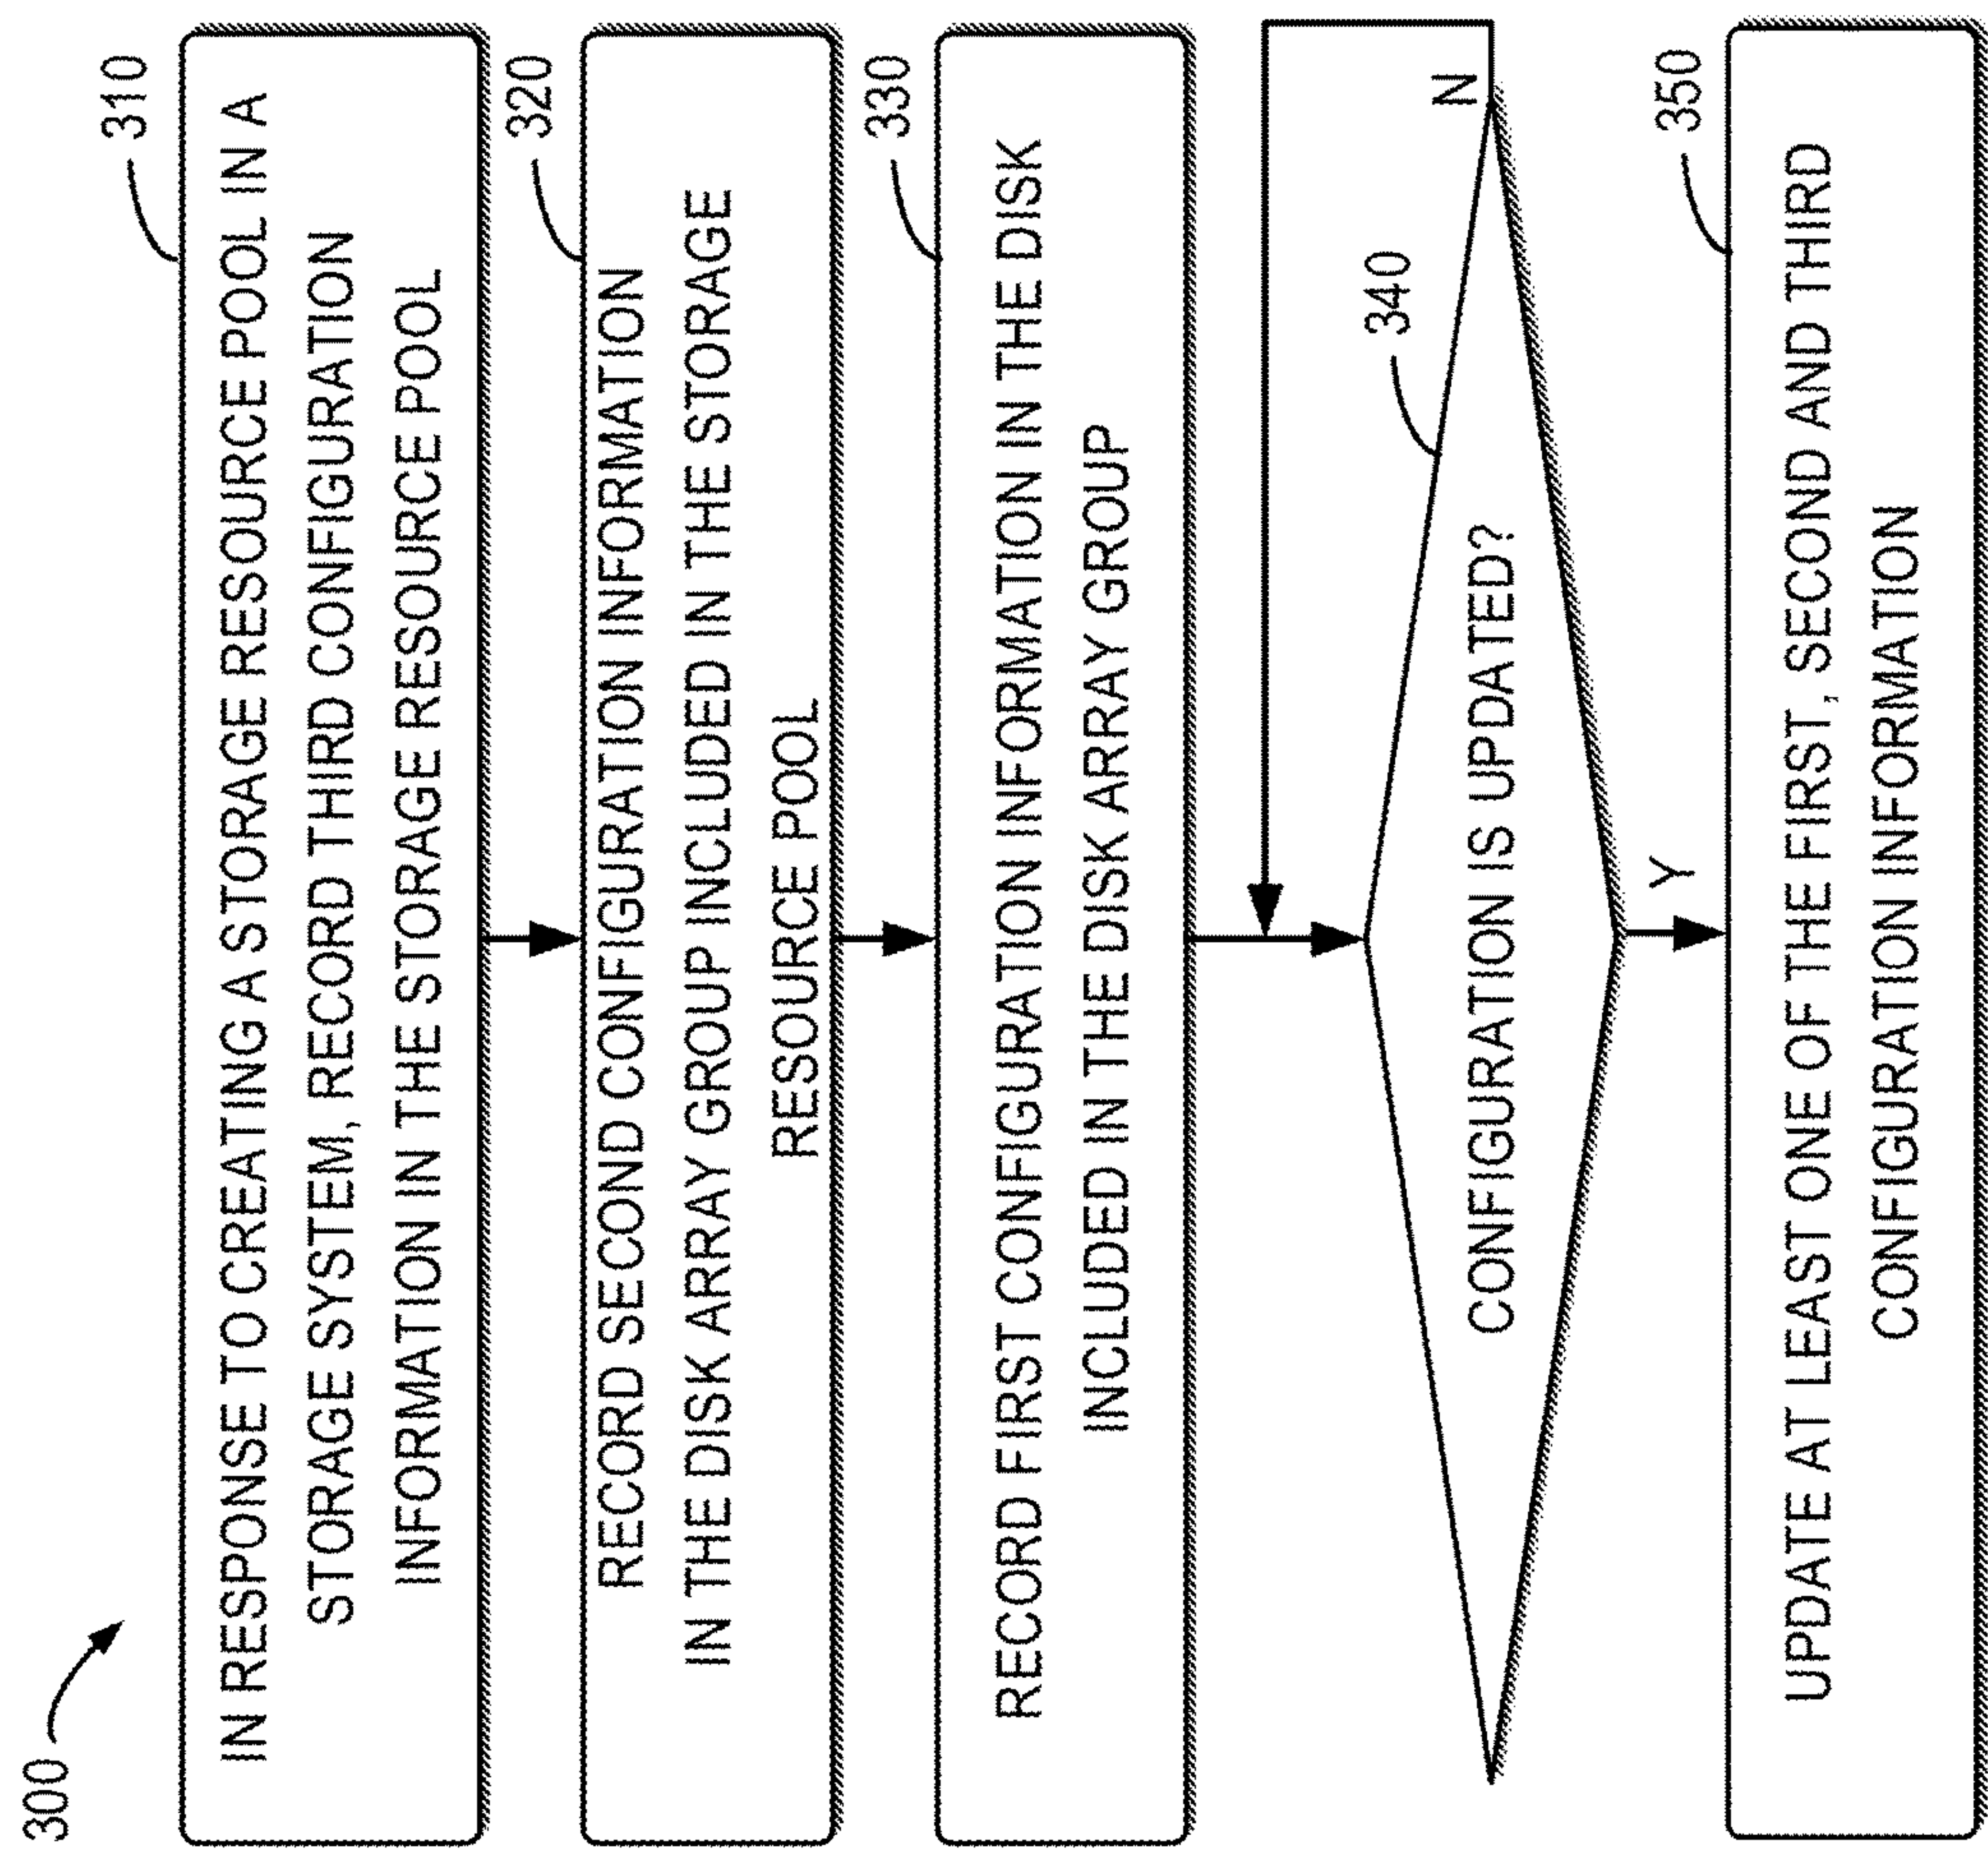 300
310
IN RESPONSE TO CREATING A STORAGE RESOURCE POOL IN A
STORAGE SYSTEM, RECORD THIRD CONFIGURATION
INFORMATION IN THE STORAGE RESOURCE POOL
320
RECORD SECOND CONFIGURATION INFORMATION
IN THE DISK ARRAY GROUP INCLUDED IN THE STORAGE
RESOURCE POOL
330
RECORD FIRST CONFIGURATION INFORMATION IN THE DISK
INCLUDED IN THE DISK ARRAY GROUP
340
CONFIGURATION IS UPDATED?
N
Y
350
UPDATE AT LEAST ONE OF THE FIRST, SECOND AND THIRD
CONFIGURATION INFORMATION